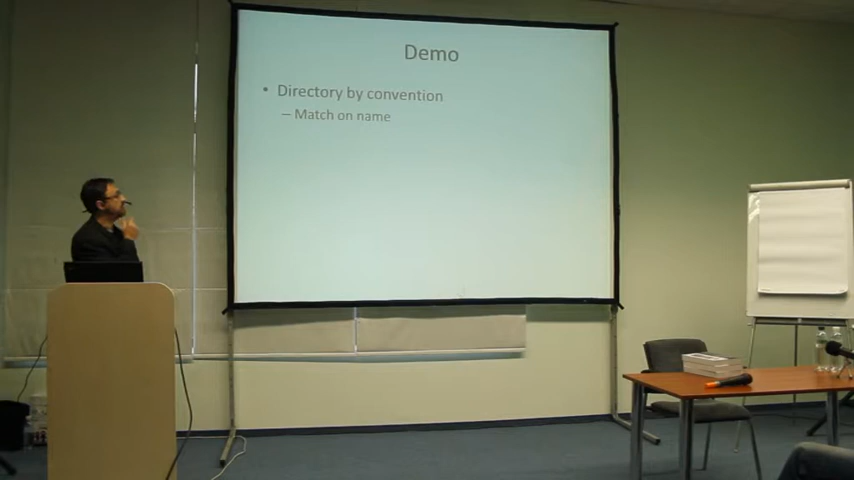 Demo
• Directory by convention
– Match on name